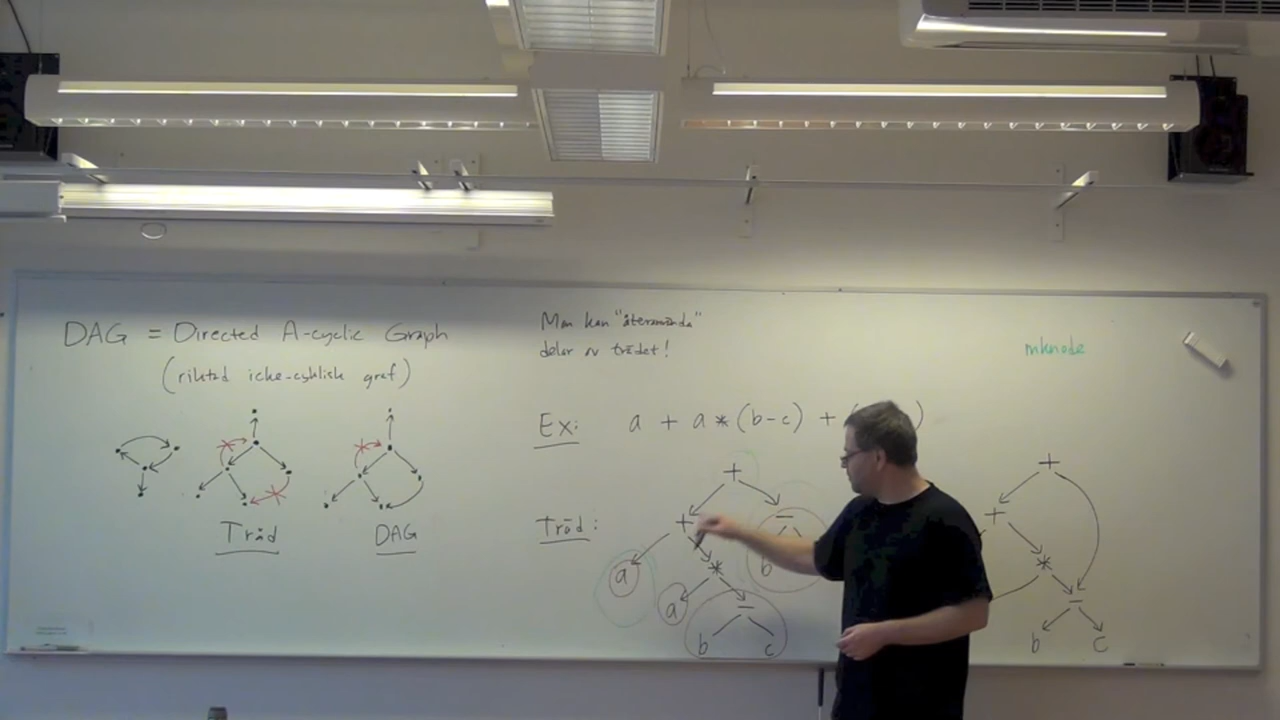 DAG = Directed A-cyclic Graph
(riktad icke-cyklisk graf)
Träd
DAG
Man kan "återanvända"
delar av trädet!
Ex: a + a * (b-c) + ( )
Träd:
+
+ -
a * b
a -
b c
mknode
+
+
*
-
b c